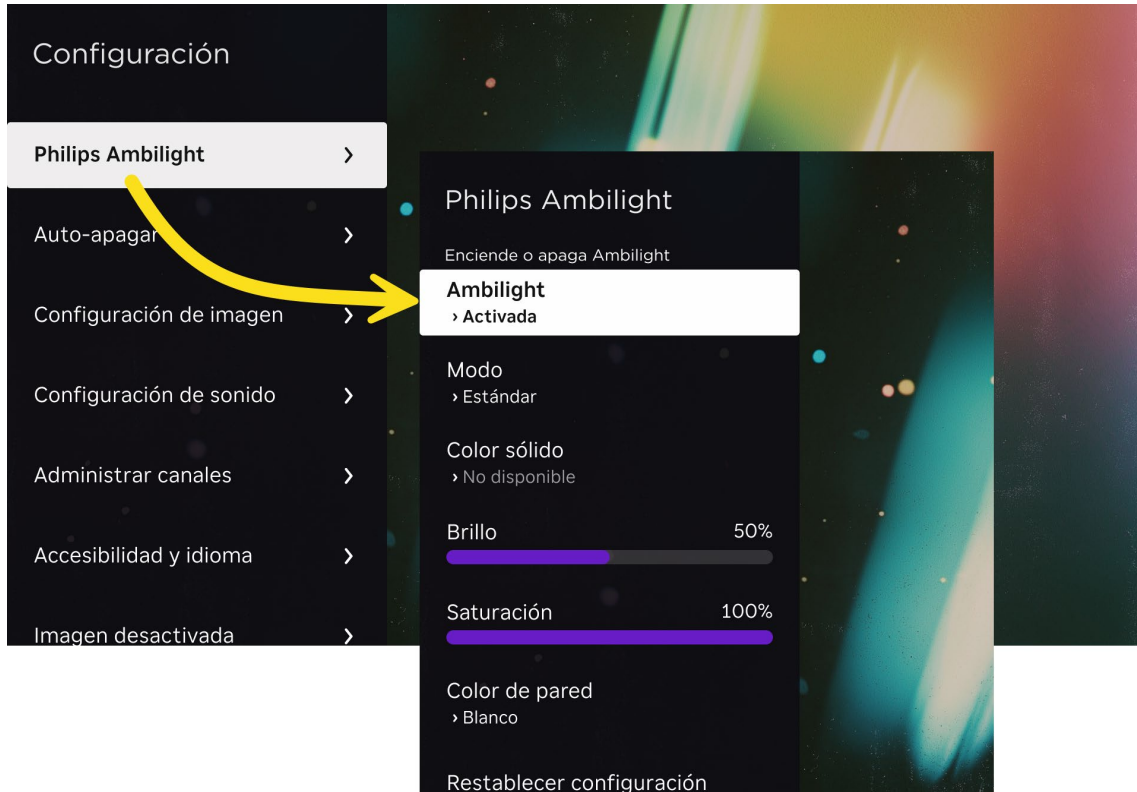 Configuración
Philips Ambilight
Auto-apagar
Configuración de imagen
Configuración de sonido
Administrar canales
Accesibilidad y idioma
Imagen desactivada
Philips Ambilight
Enciende o apaga Ambilight
Ambilight
› Activada
Modo
› Estándar
Color sólido
› No disponible
Brillo 50%
Saturación 100%
Color de pared
› Blanco
Restablecer configuración